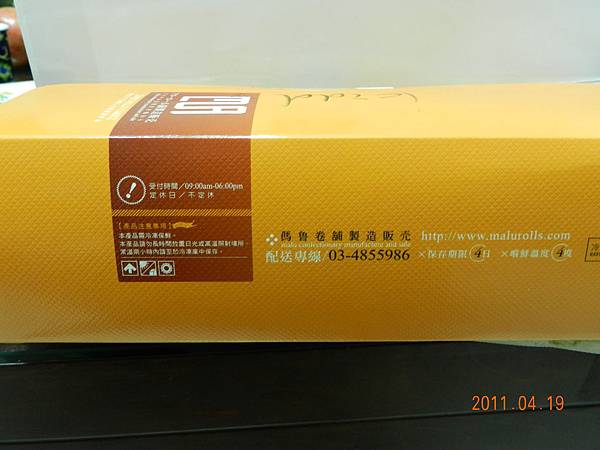 受付時間／09:00am-06:00pm
定休日／不定休
【產品注意事項】
本產品需冷凍保鮮。
本產品請勿長時間放置日光或高溫照射場所，
常溫兩小時內請至於冷凍庫中保存。
傌魯卷舖製造販売
malu confectionary manufacture and sale
配送專線/03-4855986
http://www.malurolls.com
×保存期限 4日 ×嚐鮮溫度 4度
2011.04.19